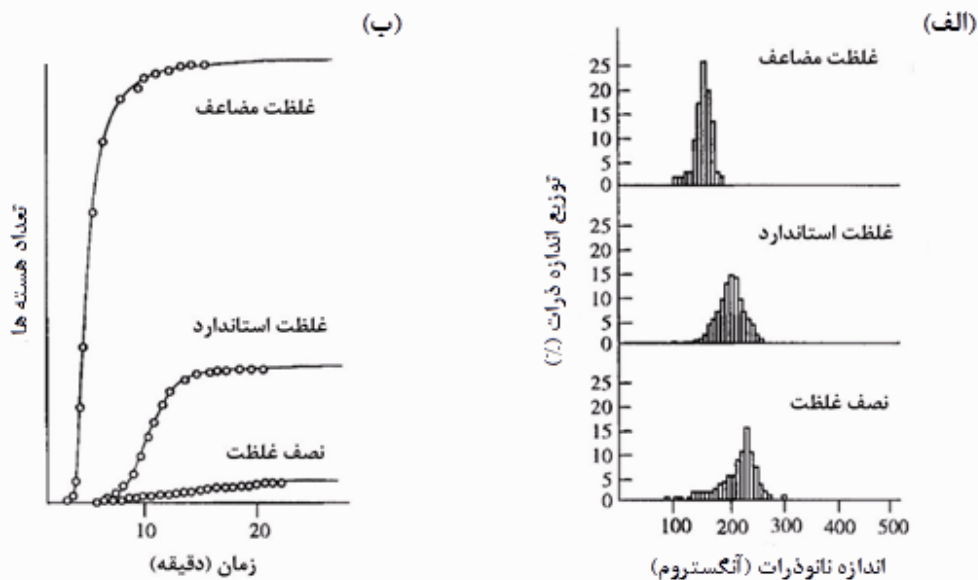 (الف)
توزیع اندازه ذرات (%)
غلظت مضاعف
25
20
15
10
5
0
غلظت استاندارد
25
20
15
10
5
0
نصف غلظت
25
20
15
10
5
0
100 200 300 400 500
اندازه نانوذرات (آنگستروم)
(ب)
تعداد هسته ها
غلظت مضاعف
غلظت استاندارد
نصف غلظت
10 20
زمان (دقیقه)